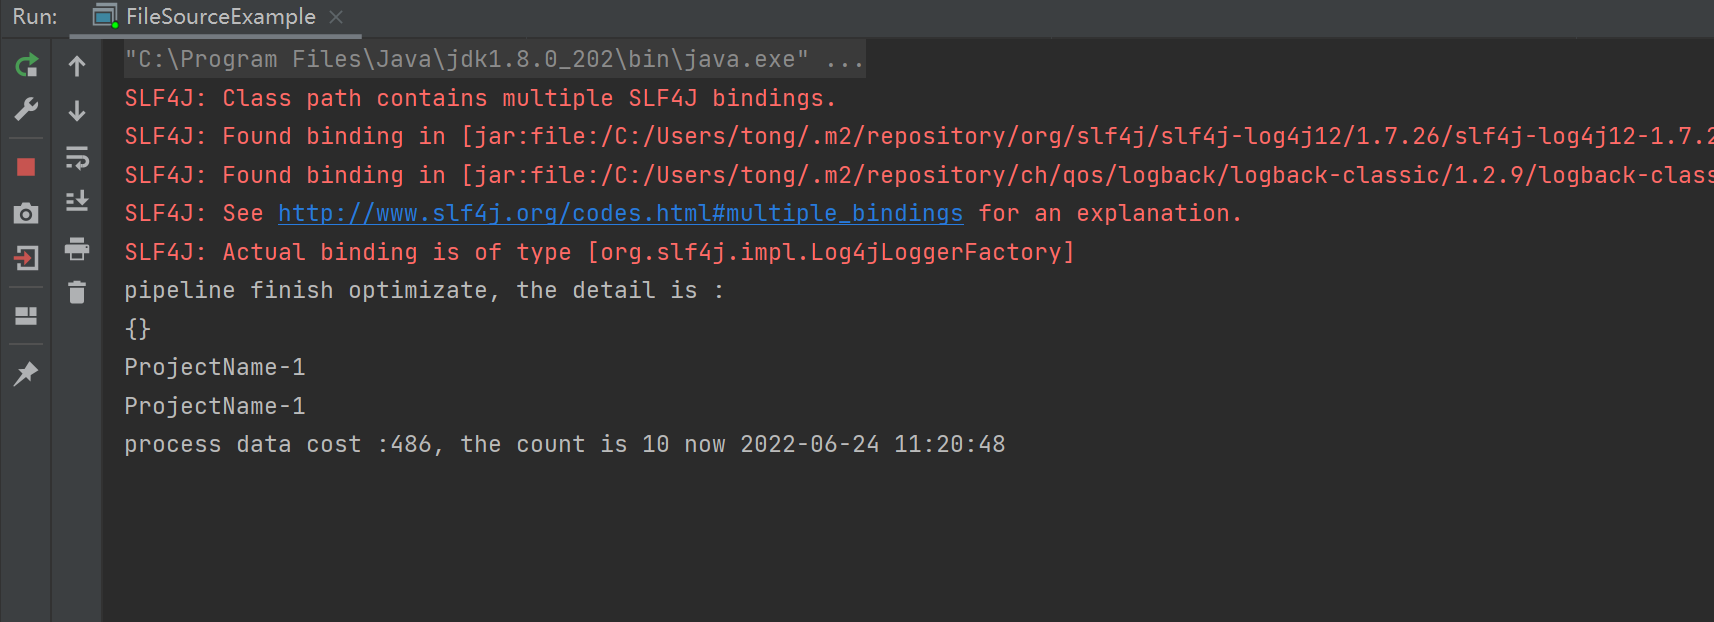 Run: FileSourceExample
"C:\Program Files\Java\jdk1.8.0_202\bin\java.exe" ...
SLF4J: Class path contains multiple SLF4J bindings.
SLF4J: Found binding in [jar:file:/C:/Users/tong/.m2/repository/org/slf4j/slf4j-log4j12/1.7.26/slf4j-log4j12-1.7.2
SLF4J: Found binding in [jar:file:/C:/Users/tong/.m2/repository/ch/qos/logback/logback-classic/1.2.9/logback-class
SLF4J: See http://www.slf4j.org/codes.html#multiple_bindings for an explanation.
SLF4J: Actual binding is of type [org.slf4j.impl.Log4jLoggerFactory]
pipeline finish optimizate, the detail is :
{}
ProjectName-1
ProjectName-1
process data cost :486, the count is 10 now 2022-06-24 11:20:48